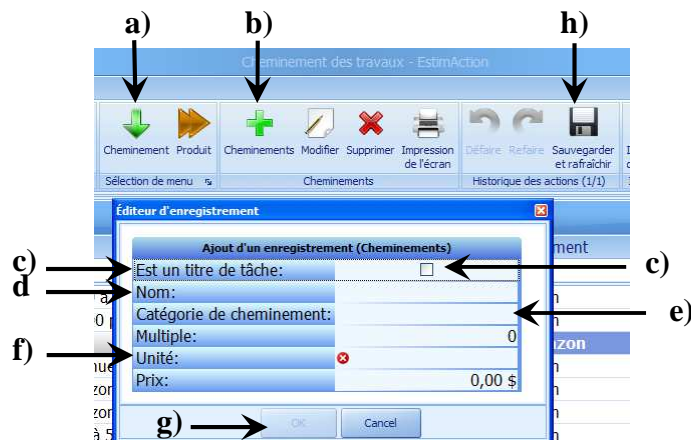 a) b) h)
Cheminement des travaux - EstimAction
Cheminement Produit Cheminements Modifier Supprimer Impression de l'écran Défaire Refaire Sauvegarder et rafraîchir
Sélection de menu Cheminements Historique des actions (1/1)
Éditeur d'enregistrement
Ajout d'un enregistrement (Cheminements) ment
c) Est un titre de tâche: c)
d Nom:
Catégorie de cheminement: e)
Multiple: 0 zon
f) Unité:
Prix: 0,00 $
g) OK Cancel